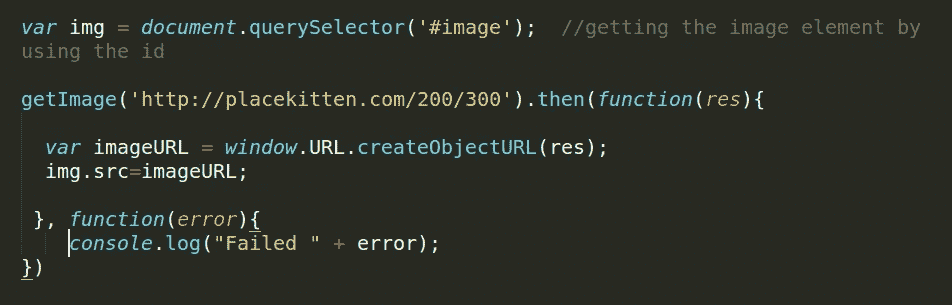 var img = document.querySelector('#image');  //getting the image element by
using the id
getImage('http://placekitten.com/200/300').then(function(res){
var imageURL = window.URL.createObjectURL(res);
img.src=imageURL;
}, function(error){
console.log("Failed " + error);
})